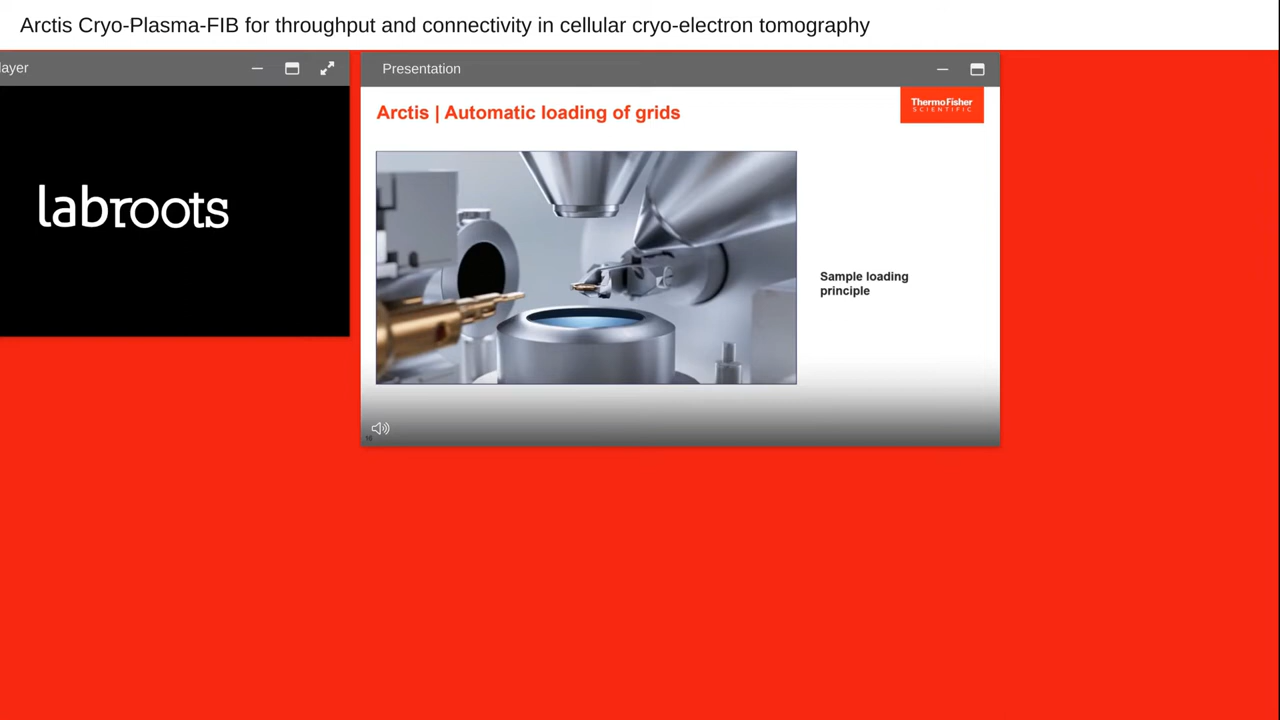 Arctis Cryo-Plasma-FIB for throughput and connectivity in cellular cryo-electron tomography
layer
Presentation
Arctis | Automatic loading of grids
ThermoFisher
SCIENTIFIC
labroots
Sample loading
principle
16